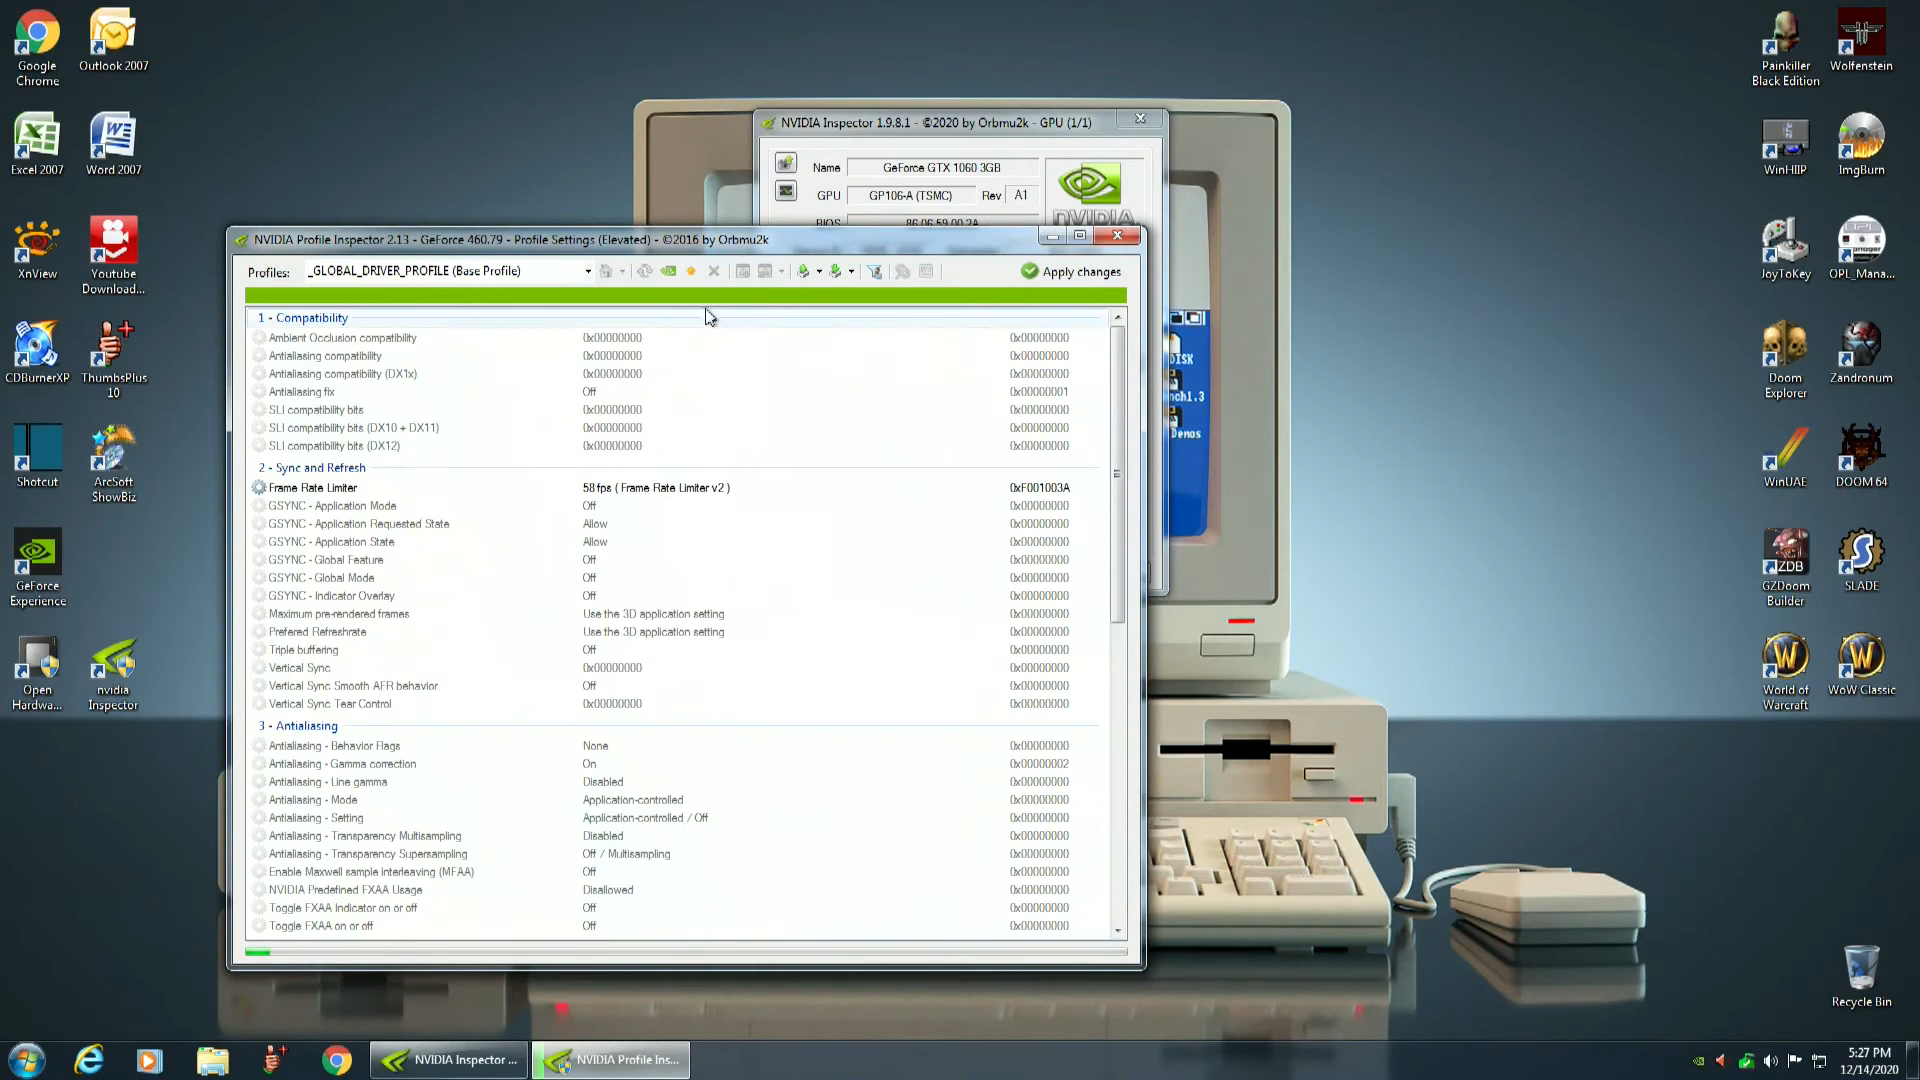 Google
Chrome
Outlook 2007
Excel 2007
Word 2007
XnView
Youtube
Download...
CDBurnerXP
ThumbsPlus
10
Shotcut
ArcSoft
ShowBiz
GeForce
Experience
Open
Hardwa...
nvidia
Inspector
Painkiller
Black Edition
Wolfenstein
WinHIIP
ImgBurn
JoyToKey
OPL_Mana...
Doom
Explorer
Zandronum
WinUAE
DOOM 64
ZDB
GZDoom
Builder
SLADE
World of
Warcraft
WoW Classic
Recycle Bin
NVIDIA Inspector 1.9.8.1 - ©2020 by Orbmu2k - GPU (1/1)
Name GeForce GTX 1060 3GB
GPU GP106-A (TSMC) Rev A1
BIOS 86.06.59.00.2A
NVIDIA
DISK
nch1.3
Demos
NVIDIA Profile Inspector 2.13 - GeForce 460.79 - Profile Settings (Elevated) - ©2016 by Orbmu2k
Profiles: _GLOBAL_DRIVER_PROFILE (Base Profile) Apply changes
1 - Compatibility
Ambient Occlusion compatibility 0x00000000 0x00000000
Antialiasing compatibility 0x00000000 0x00000000
Antialiasing compatibility (DX1x) 0x00000000 0x00000000
Antialiasing fix Off 0x00000001
SLI compatibility bits 0x00000000 0x00000000
SLI compatibility bits (DX10 + DX11) 0x00000000 0x00000000
SLI compatibility bits (DX12) 0x00000000 0x00000000
2 - Sync and Refresh
Frame Rate Limiter 58 fps ( Frame Rate Limiter v2 ) 0xF001003A
GSYNC - Application Mode Off 0x00000000
GSYNC - Application Requested State Allow 0x00000000
GSYNC - Application State Allow 0x00000000
GSYNC - Global Feature Off 0x00000000
GSYNC - Global Mode Off 0x00000000
GSYNC - Indicator Overlay Off 0x00000000
Maximum pre-rendered frames Use the 3D application setting 0x00000000
Prefered Refreshrate Use the 3D application setting 0x00000000
Triple buffering Off 0x00000000
Vertical Sync 0x00000000 0x00000000
Vertical Sync Smooth AFR behavior Off 0x00000000
Vertical Sync Tear Control 0x00000000 0x00000000
3 - Antialiasing
Antialiasing - Behavior Flags None 0x00000000
Antialiasing - Gamma correction On 0x00000002
Antialiasing - Line gamma Disabled 0x00000000
Antialiasing - Mode Application-controlled 0x00000000
Antialiasing - Setting Application-controlled / Off 0x00000000
Antialiasing - Transparency Multisampling Disabled 0x00000000
Antialiasing - Transparency Supersampling Off / Multisampling 0x00000000
Enable Maxwell sample interleaving (MFAA) Off 0x00000000
NVIDIA Predefined FXAA Usage Disallowed 0x00000000
Toggle FXAA Indicator on or off Off 0x00000000
Toggle FXAA on or off Off 0x00000000
NVIDIA Inspector ...
NVIDIA Profile Ins...
5:27 PM
12/14/2020